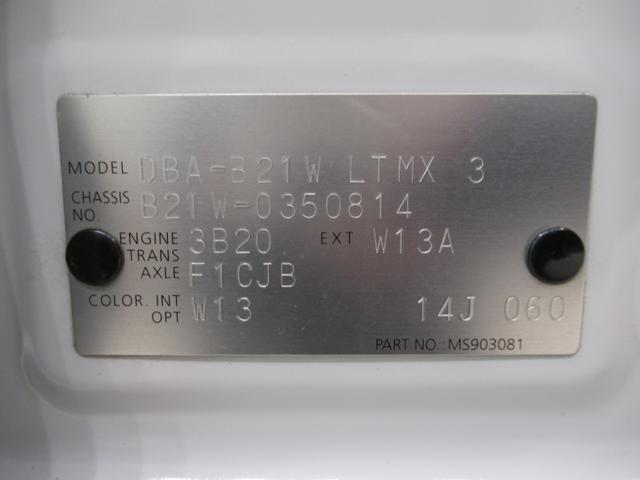 MODEL DBA-B21W LTMX 3
CHASSIS NO. B21W-0350814
ENGINE 3B20 EXT W13A
TRANS AXLE F1CJB
COLOR. INT OPT W13 14J 060
PART NO.: MS903081